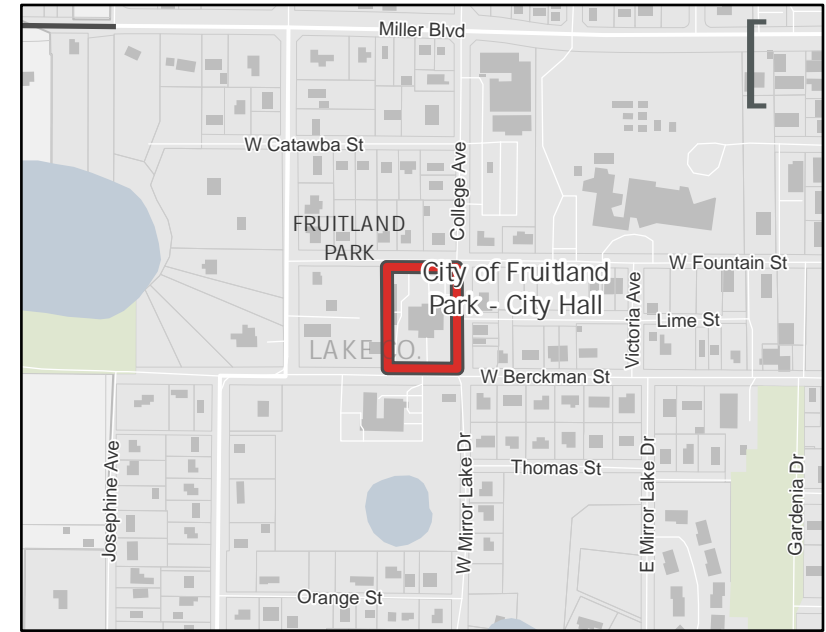 Miller Blvd
W Catawba St
College Ave
FRUITLAND
PARK
City of Fruitland
Park - City Hall
W Fountain St
Victoria Ave
Lime St
LAKE CO.
W Berckman St
Josephine Ave
W Mirror Lake Dr
Thomas St
E Mirror Lake Dr
Gardenia Dr
Orange St